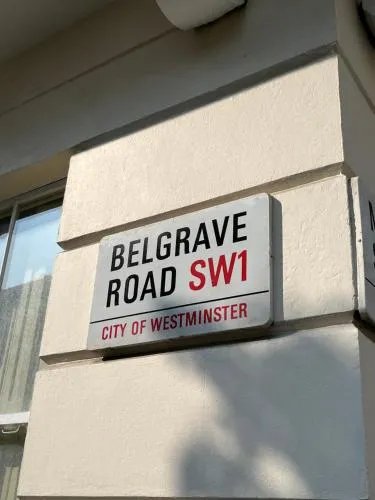 BELGRAVE
ROAD SW1
CITY OF WESTMINSTER